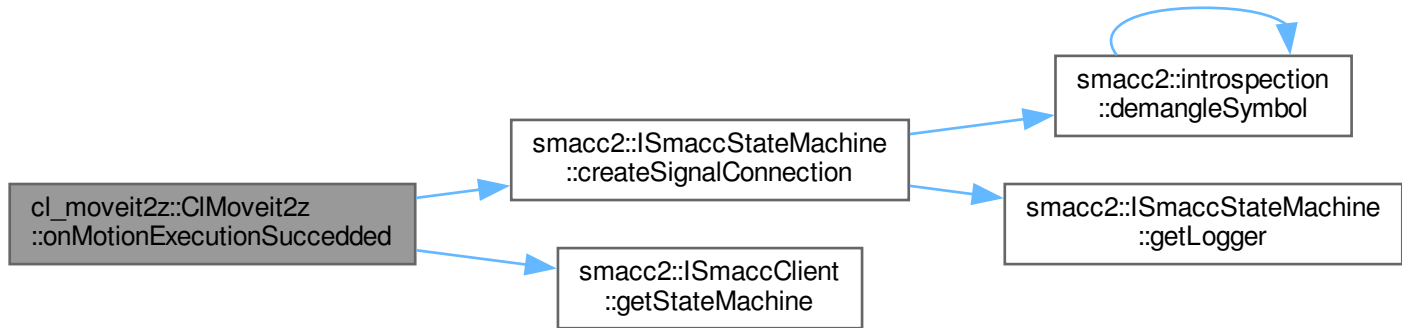 cl_moveit2z::ClMoveit2z
::onMotionExecutionSuccedded
smacc2::ISmaccStateMachine
::createSignalConnection
smacc2::ISmaccClient
::getStateMachine
smacc2::introspection
::demangleSymbol
smacc2::ISmaccStateMachine
::getLogger